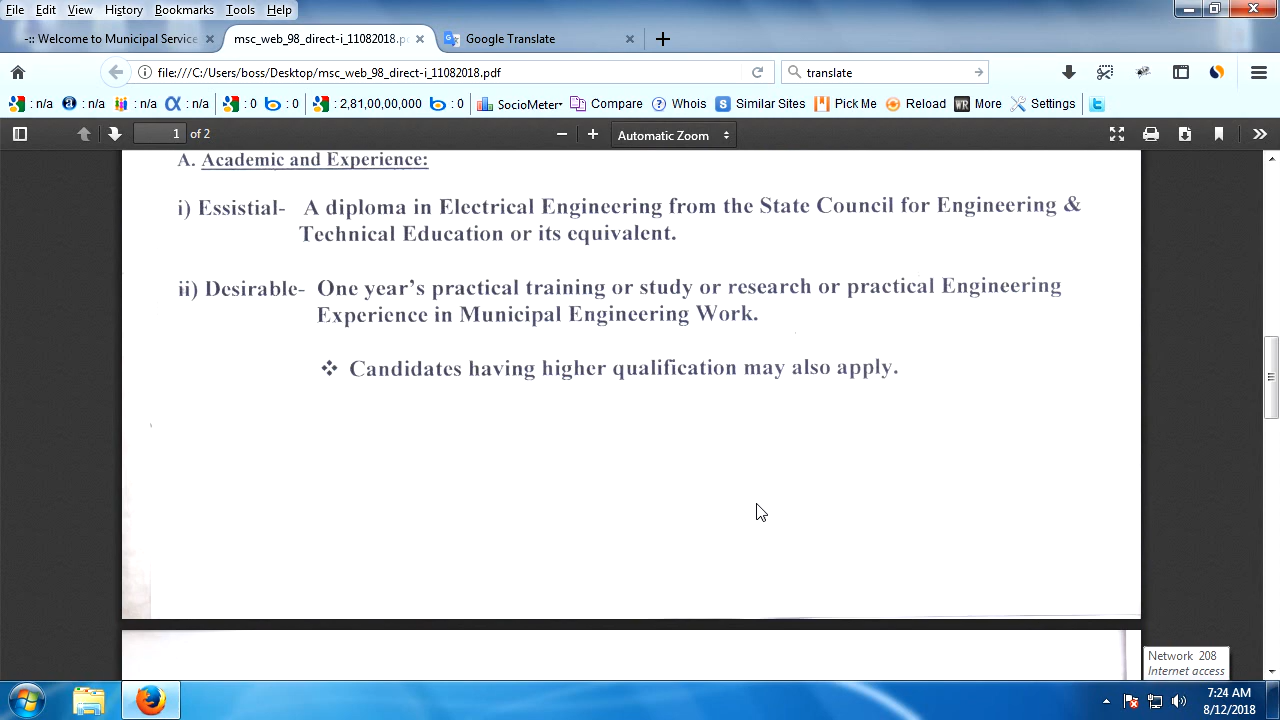 File Edit View History Bookmarks Tools Help
-:: Welcome to Municipal Service
msc_web_98_direct-i_11082018.p
Google Translate
file:///C:/Users/boss/Desktop/msc_web_98_direct-i_11082018.pdf
translate
: n/a : n/a : n/a : n/a : 0 : 0 : 2,81,00,00,000 : 0 SocioMeter Compare Whois Similar Sites Pick Me Reload WR More Settings
1 of 2
Automatic Zoom
A. Academic and Experience:
i) Essistial- A diploma in Electrical Engineering from the State Council for Engineering &
Technical Education or its equivalent.
ii) Desirable- One year's practical training or study or research or practical Engineering
Experience in Municipal Engineering Work.
❖ Candidates having higher qualification may also apply.
Network 208
Internet access
7:24 AM
8/12/2018